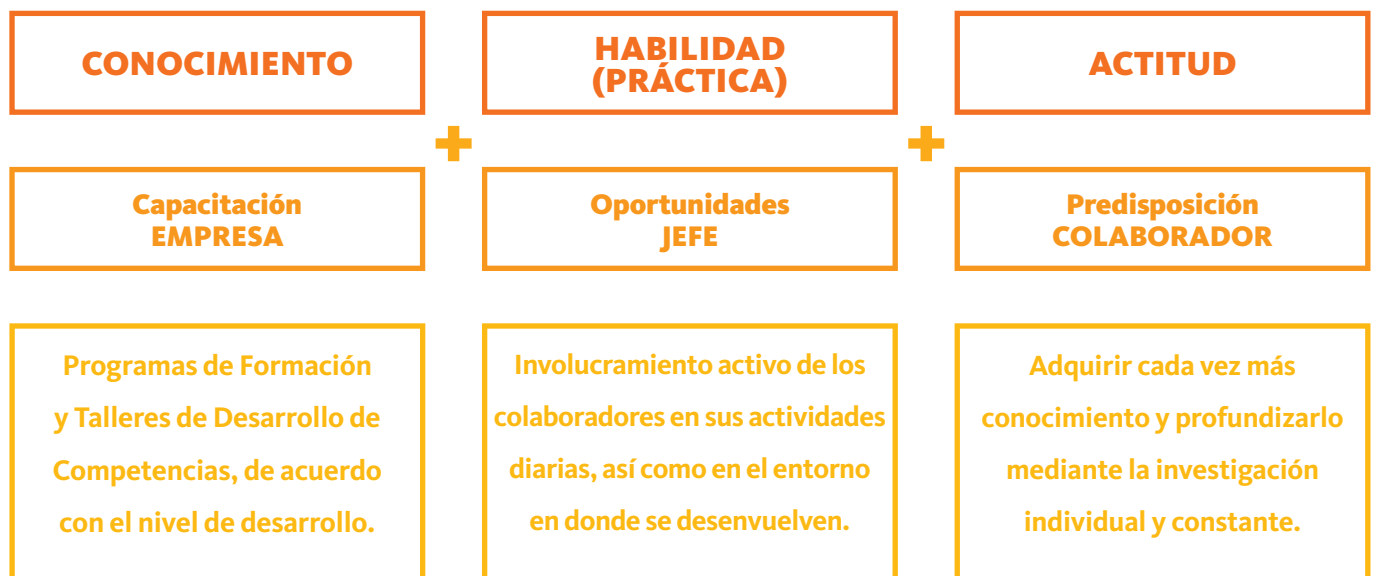 CONOCIMIENTO
HABILIDAD
(PRÁCTICA)
ACTITUD
+
+
Capacitación
EMPRESA
Oportunidades
JEFE
Predisposición
COLABORADOR
Programas de Formación
y Talleres de Desarrollo de
Competencias, de acuerdo
con el nivel de desarrollo.
Involucramiento activo de los
colaboradores en sus actividades
diarias, así como en el entorno
en donde se desenvuelven.
Adquirir cada vez más
conocimiento y profundizarlo
mediante la investigación
individual y constante.